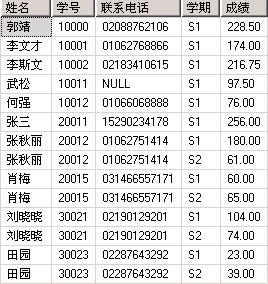 姓名 学号 联系电话 学期 成绩
郭靖 10000 02088762106 S1 228.50
李文才 10001 01062768866 S1 174.00
李斯文 10002 02183410615 S1 216.75
武松 10011 NULL S1 97.50
何强 10012 01066068888 S1 76.00
张三 20011 15290234178 S1 256.00
张秋丽 20012 01062751414 S1 180.00
张秋丽 20012 01062751414 S2 61.00
肖梅 20015 031466557171 S1 60.00
肖梅 20015 031466557171 S2 65.00
刘晓晓 30021 02190129201 S1 104.00
刘晓晓 30021 02190129201 S2 74.00
田园 30023 02287643292 S1 23.00
田园 30023 02287643292 S2 39.00